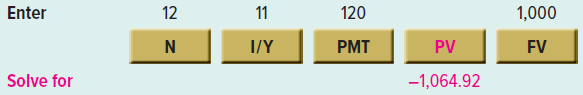 Enter 12 11 120 1,000
N I/Y PMT PV FV
Solve for –1,064.92